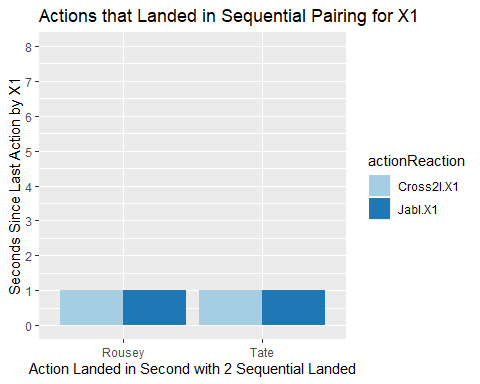 Actions that Landed in Sequential Pairing for X1
Seconds Since Last Action by X1
8
7
6
5
4
3
2
1
0
Rousey
Tate
Action Landed in Second with 2 Sequential Landed
actionReaction
Cross2l.X1
Jabl.X1